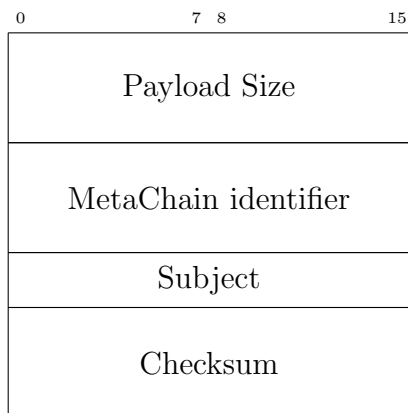 0 7 8 15
Payload Size
MetaChain identifier
Subject
Checksum